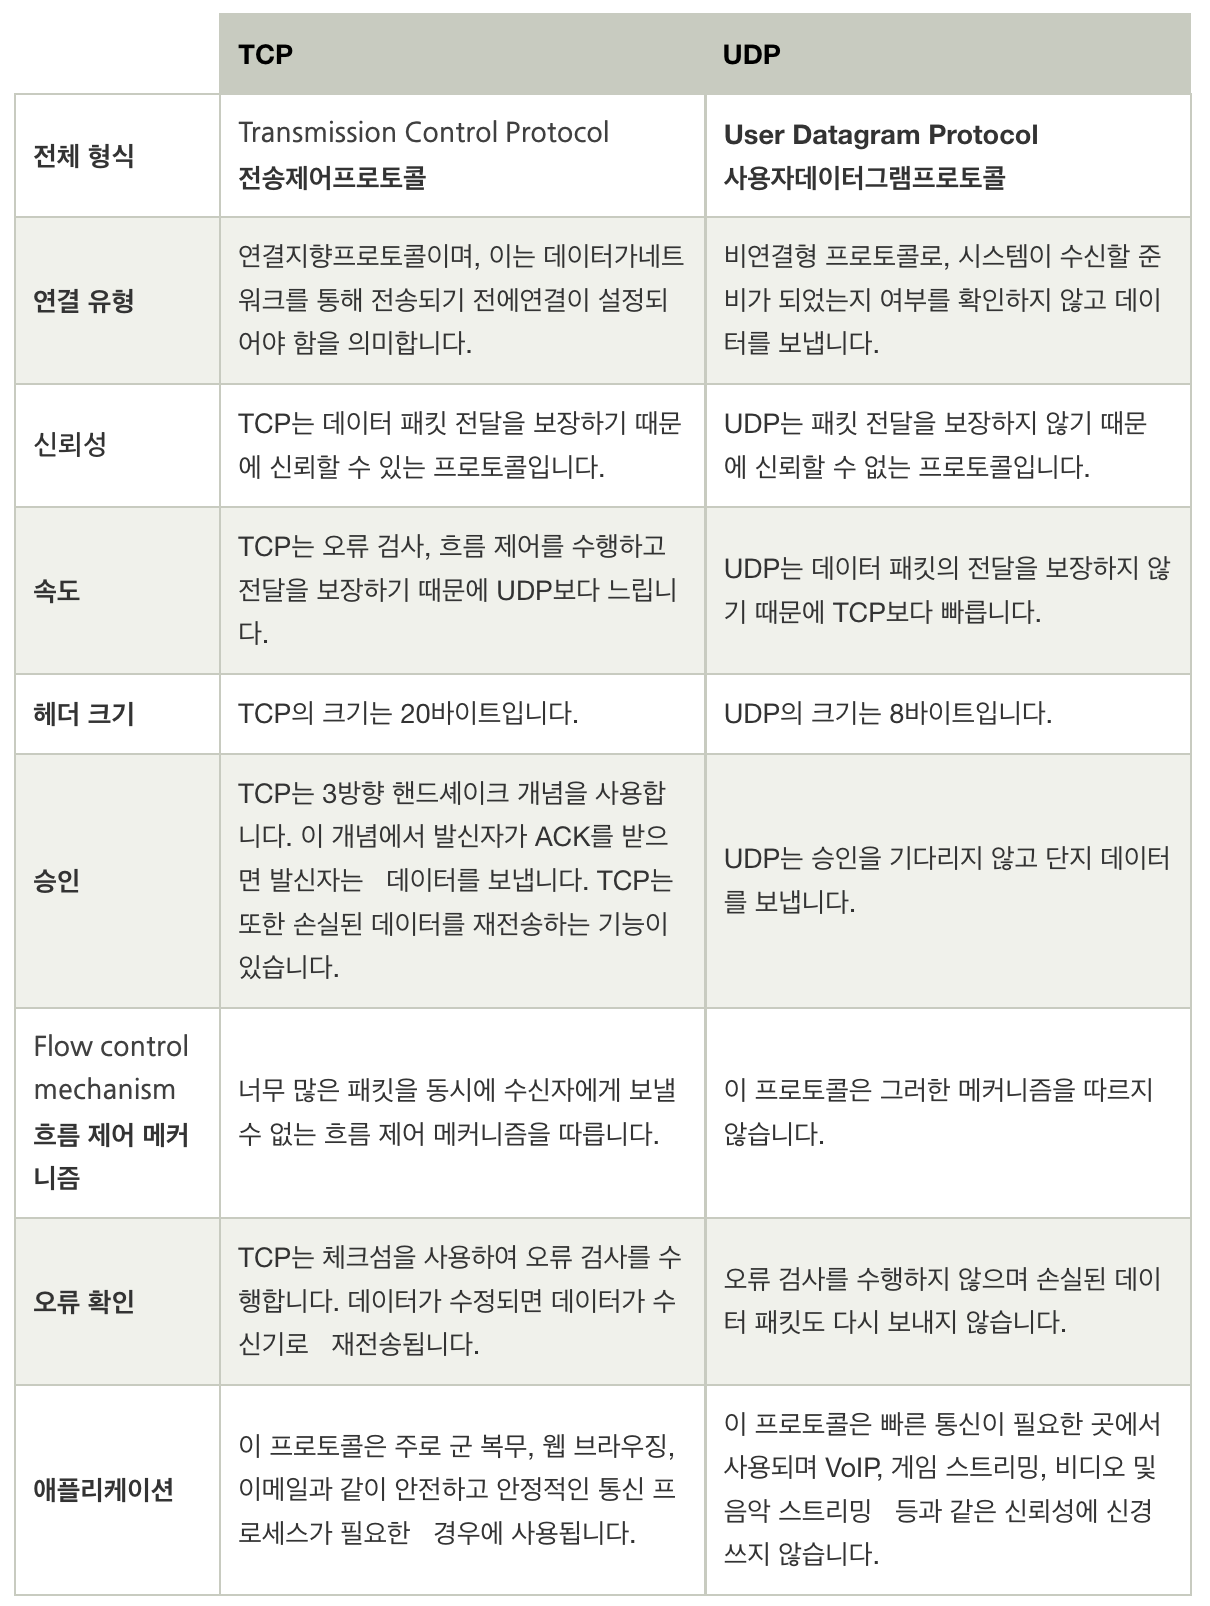 TCP
UDP
전체 형식
Transmission Control Protocol
전송제어프로토콜
User Datagram Protocol
사용자데이터그램프로토콜
연결 유형
연결지향프로토콜이며, 이는 데이터가네트
워크를 통해 전송되기 전에연결이 설정되
어야 함을 의미합니다.
비연결형 프로토콜로, 시스템이 수신할 준
비가 되었는지 여부를 확인하지 않고 데이
터를 보냅니다.
신뢰성
TCP는 데이터 패킷 전달을 보장하기 때문
에 신뢰할 수 있는 프로토콜입니다.
UDP는 패킷 전달을 보장하지 않기 때문
에 신뢰할 수 없는 프로토콜입니다.
속도
TCP는 오류 검사, 흐름 제어를 수행하고
전달을 보장하기 때문에 UDP보다 느립니
다.
UDP는 데이터 패킷의 전달을 보장하지 않
기 때문에 TCP보다 빠릅니다.
헤더 크기
TCP의 크기는 20바이트입니다.
UDP의 크기는 8바이트입니다.
승인
TCP는 3방향 핸드셰이크 개념을 사용합
니다. 이 개념에서 발신자가 ACK를 받으
면 발신자는 데이터를 보냅니다. TCP는
또한 손실된 데이터를 재전송하는 기능이
있습니다.
UDP는 승인을 기다리지 않고 단지 데이터
를 보냅니다.
Flow control
mechanism
흐름 제어 메커
니즘
너무 많은 패킷을 동시에 수신자에게 보낼
수 없는 흐름 제어 메커니즘을 따릅니다.
이 프로토콜은 그러한 메커니즘을 따르지
않습니다.
오류 확인
TCP는 체크섬을 사용하여 오류 검사를 수
행합니다. 데이터가 수정되면 데이터가 수
신기로 재전송됩니다.
오류 검사를 수행하지 않으며 손실된 데이
터 패킷도 다시 보내지 않습니다.
애플리케이션
이 프로토콜은 주로 군 복무, 웹 브라우징,
이메일과 같이 안전하고 안정적인 통신 프
로세스가 필요한 경우에 사용됩니다.
이 프로토콜은 빠른 통신이 필요한 곳에서
사용되며 VoIP, 게임 스트리밍, 비디오 및
음악 스트리밍 등과 같은 신뢰성에 신경
쓰지 않습니다.